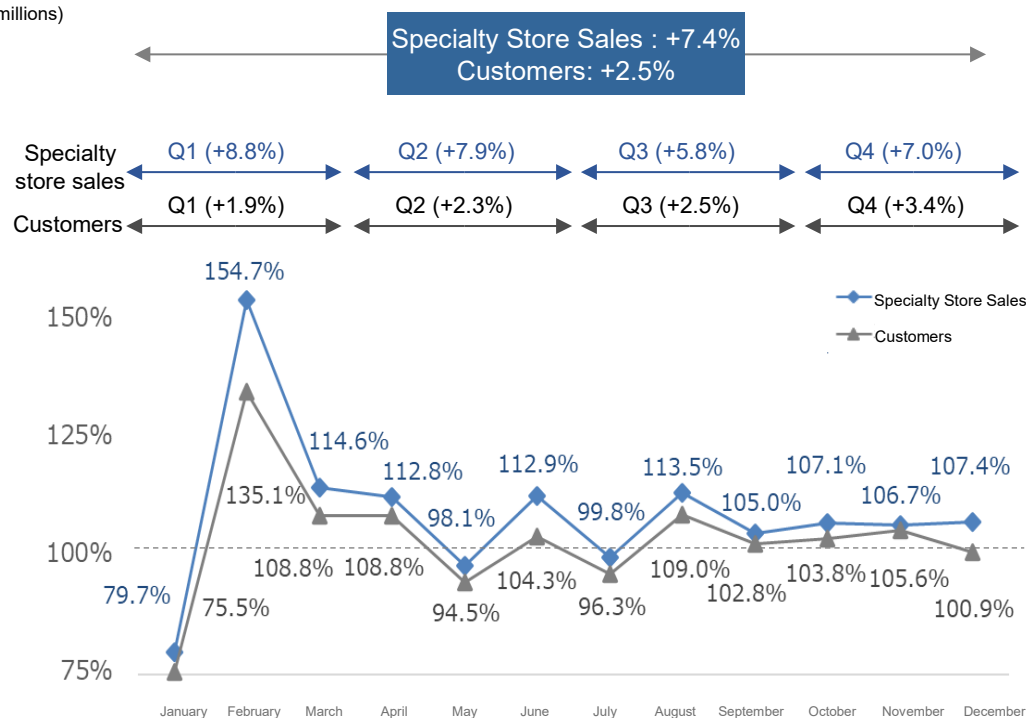 millions)
Specialty Store Sales : +7.4%
Customers: +2.5%
Specialty
store sales
Q1 (+8.8%)
Q2 (+7.9%)
Q3 (+5.8%)
Q4 (+7.0%)
Customers
Q1 (+1.9%)
Q2 (+2.3%)
Q3 (+2.5%)
Q4 (+3.4%)
Specialty Store Sales
Customers
150%
125%
100%
75%
154.7%
114.6%
112.8%
98.1%
112.9%
99.8%
113.5%
105.0%
107.1%
106.7%
107.4%
79.7%
75.5%
135.1%
108.8%
108.8%
94.5%
104.3%
96.3%
109.0%
102.8%
103.8%
105.6%
100.9%
January
February
March
April
May
June
July
August
September
October
November
December